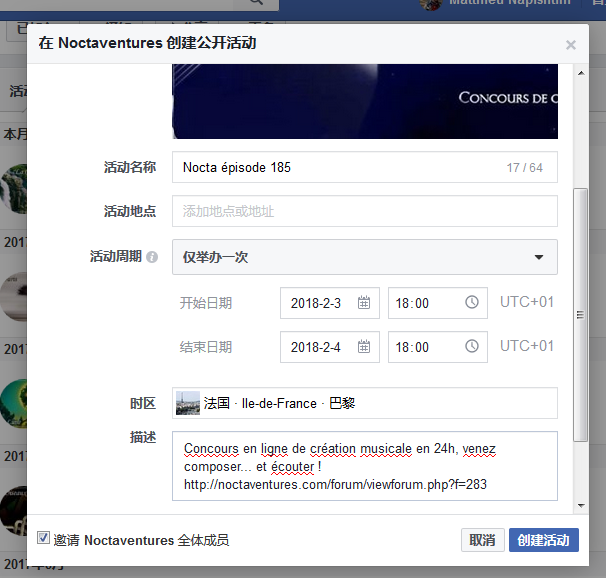 Matthieu Napishtim
在 Noctaventures 创建公开活动
本月
CONCOURS DE C
活动名称
Nocta épisode 185
17 / 64
活动地点
添加地点或地址
2017
活动周期
仅举办一次
开始日期
2018-2-3
18:00
UTC+01
结束日期
2018-2-4
18:00
UTC+01
2017
时区
法国 · Ile-de-France · 巴黎
描述
Concours en ligne de création musicale en 24h, venez
composer... et écouter !
http://noctaventures.com/forum/viewforum.php?f=283
2017
邀请 Noctaventures 全体成员
取消
创建活动